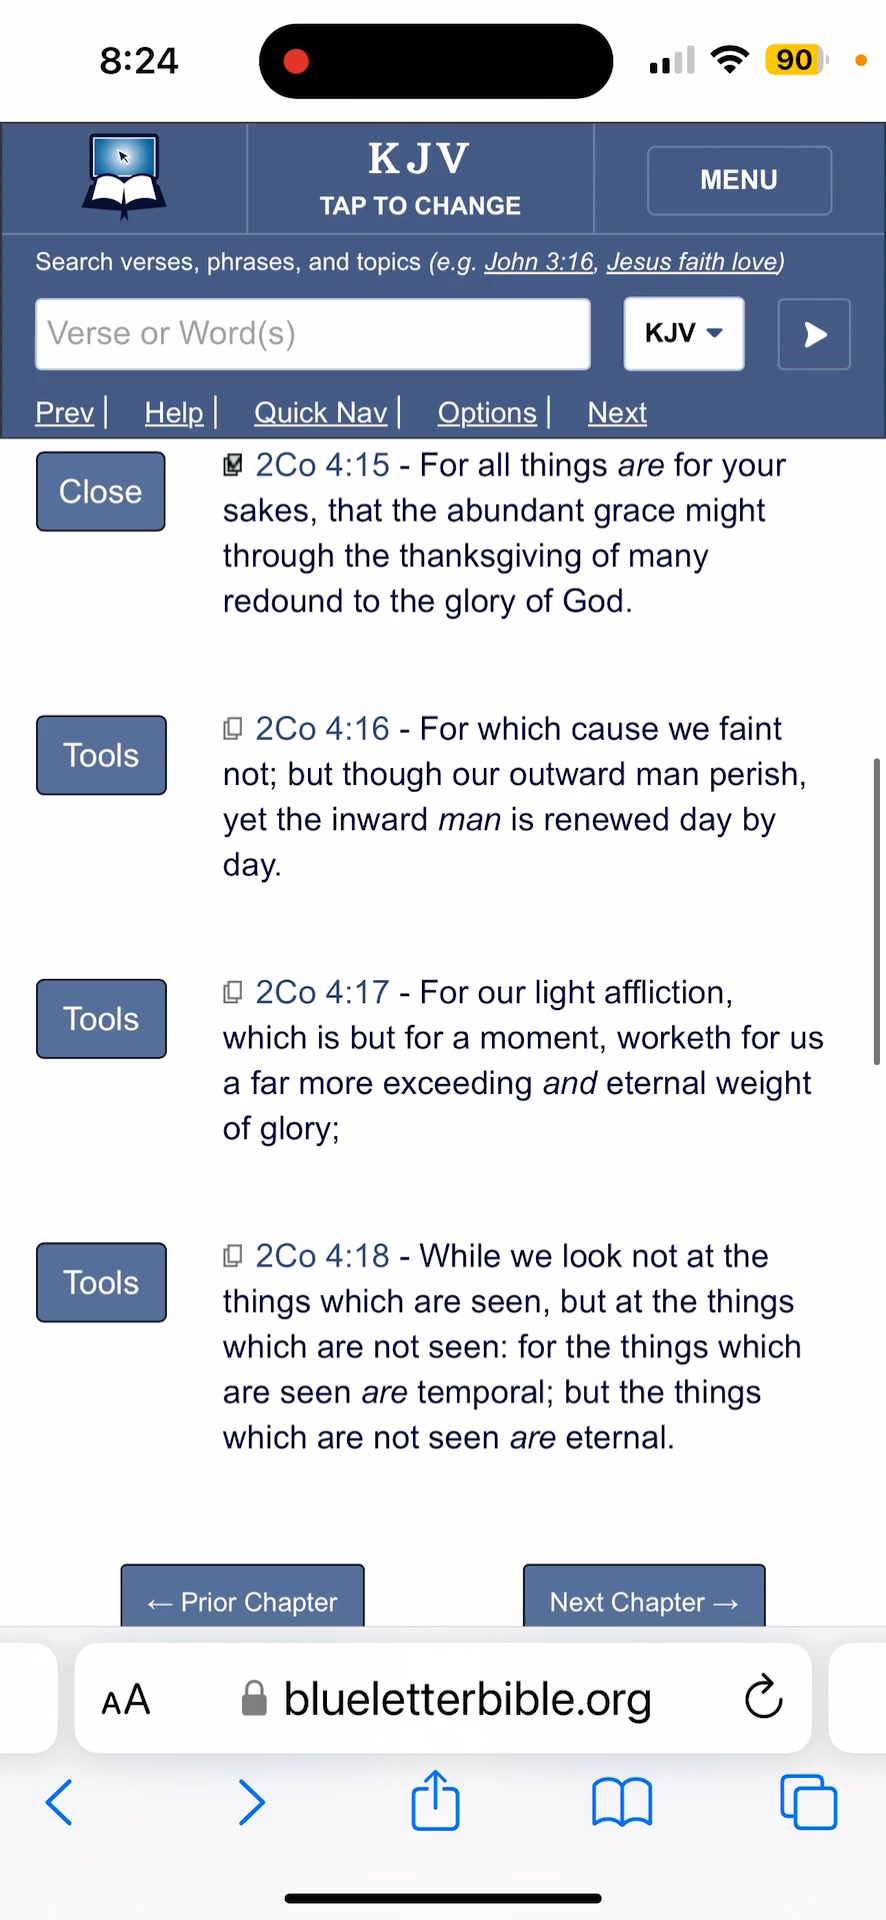 8:24
90
KJV
TAP TO CHANGE
MENU
Search verses, phrases, and topics (e.g. John 3:16, Jesus faith love)
Verse or Word(s)
KJV
Prev | Help | Quick Nav | Options | Next
Close
2Co 4:15 - For all things are for your
sakes, that the abundant grace might
through the thanksgiving of many
redound to the glory of God.
Tools
2Co 4:16 - For which cause we faint
not; but though our outward man perish,
yet the inward man is renewed day by
day.
Tools
2Co 4:17 - For our light affliction,
which is but for a moment, worketh for us
a far more exceeding and eternal weight
of glory;
Tools
2Co 4:18 - While we look not at the
things which are seen, but at the things
which are not seen: for the things which
are seen are temporal; but the things
which are not seen are eternal.
← Prior Chapter
Next Chapter →
AA
blueletterbible.org